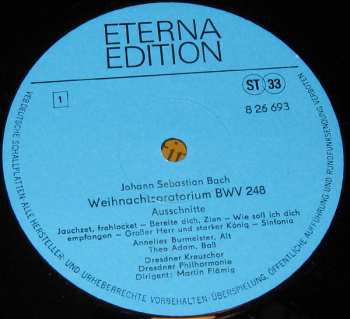 ETERNA
EDITION
1
ST 33
8 26 693
Johann Sebastian Bach
Weihnachtsoratorium BWV 248
Ausschnitte
Jauchzet, frohlocket – Bereite dich, Zion – Wie soll ich dich
empfangen – Großer Herr und starker König – Sinfonia
Annelies Burmeister, Alt
Theo Adam, Baß
Dresdner Kreuzchor
Dresdner Philharmonie
Dirigent: Martin Flämig
VEB DEUTSCHE SCHALLPLATTEN · ALLE HERSTELLER- UND URHEBERRECHTE VORBEHALTEN · ÜBERSPIELUNG, ÖFFENTLICHE AUFFÜHRUNG UND RUNDFUNKSENDUNG VERBOTEN